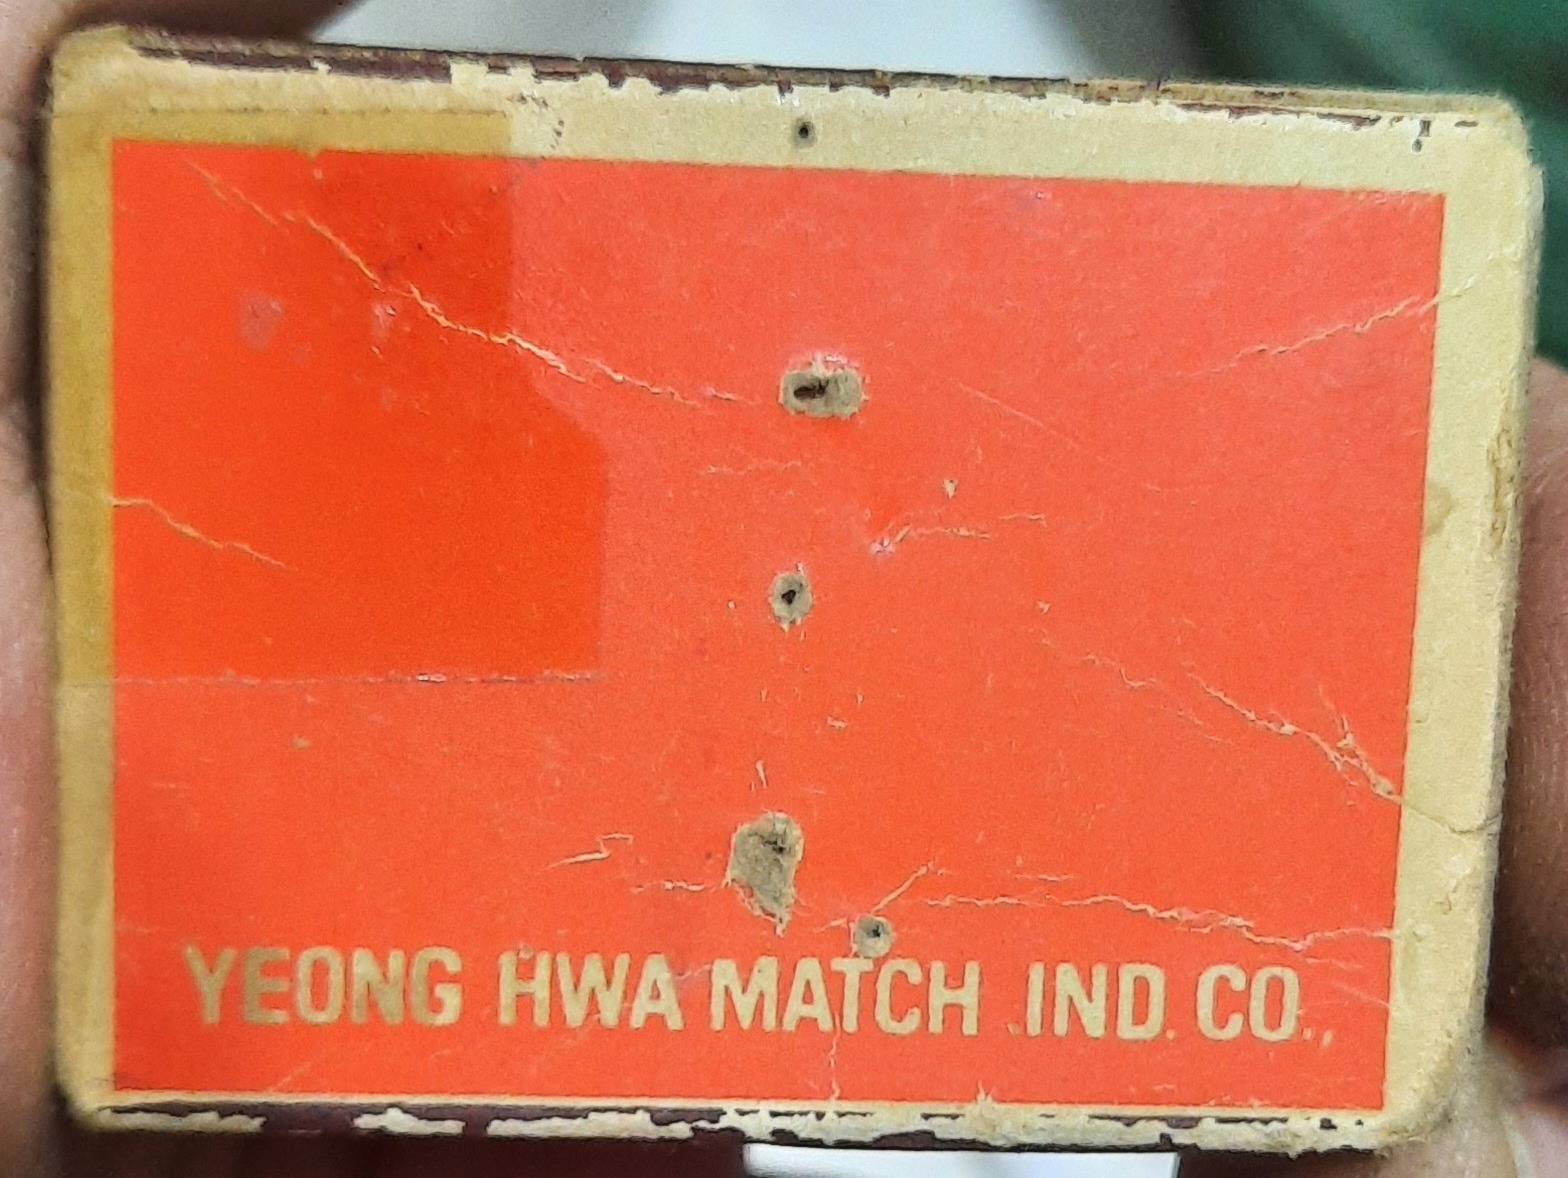 YEONG HWA MATCH IND. CO.,